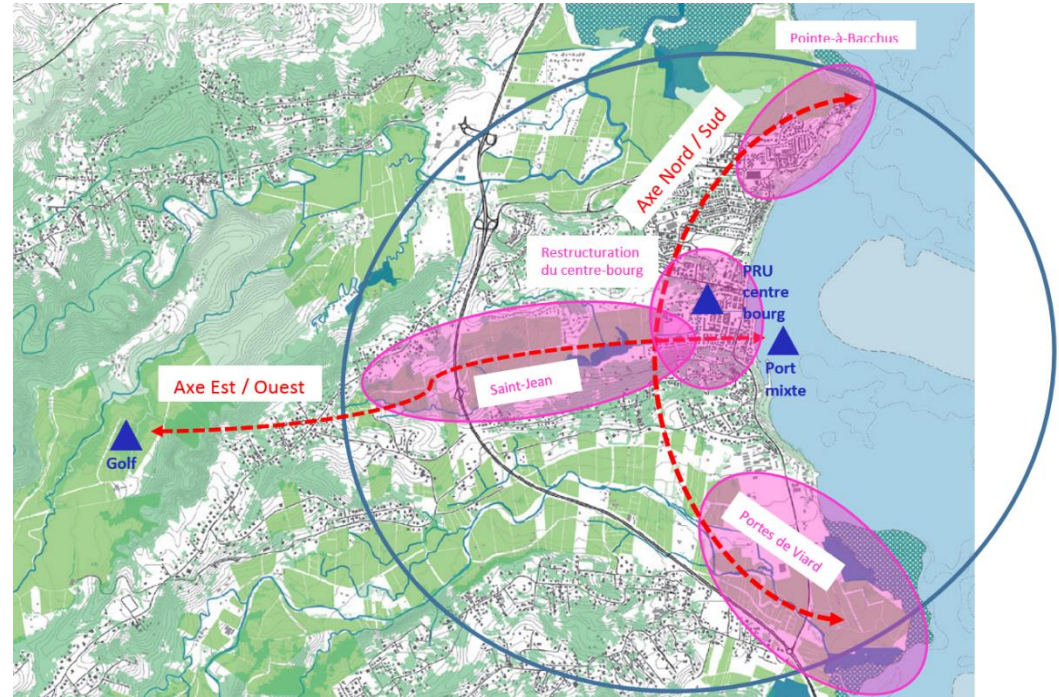 Pointe-à-Bacchus
Axe Nord / Sud
Restructuration
du centre-bourg
PRU
centre
bourg
Port
mixte
Saint-Jean
Axe Est / Ouest
Golf
Portes de Viard